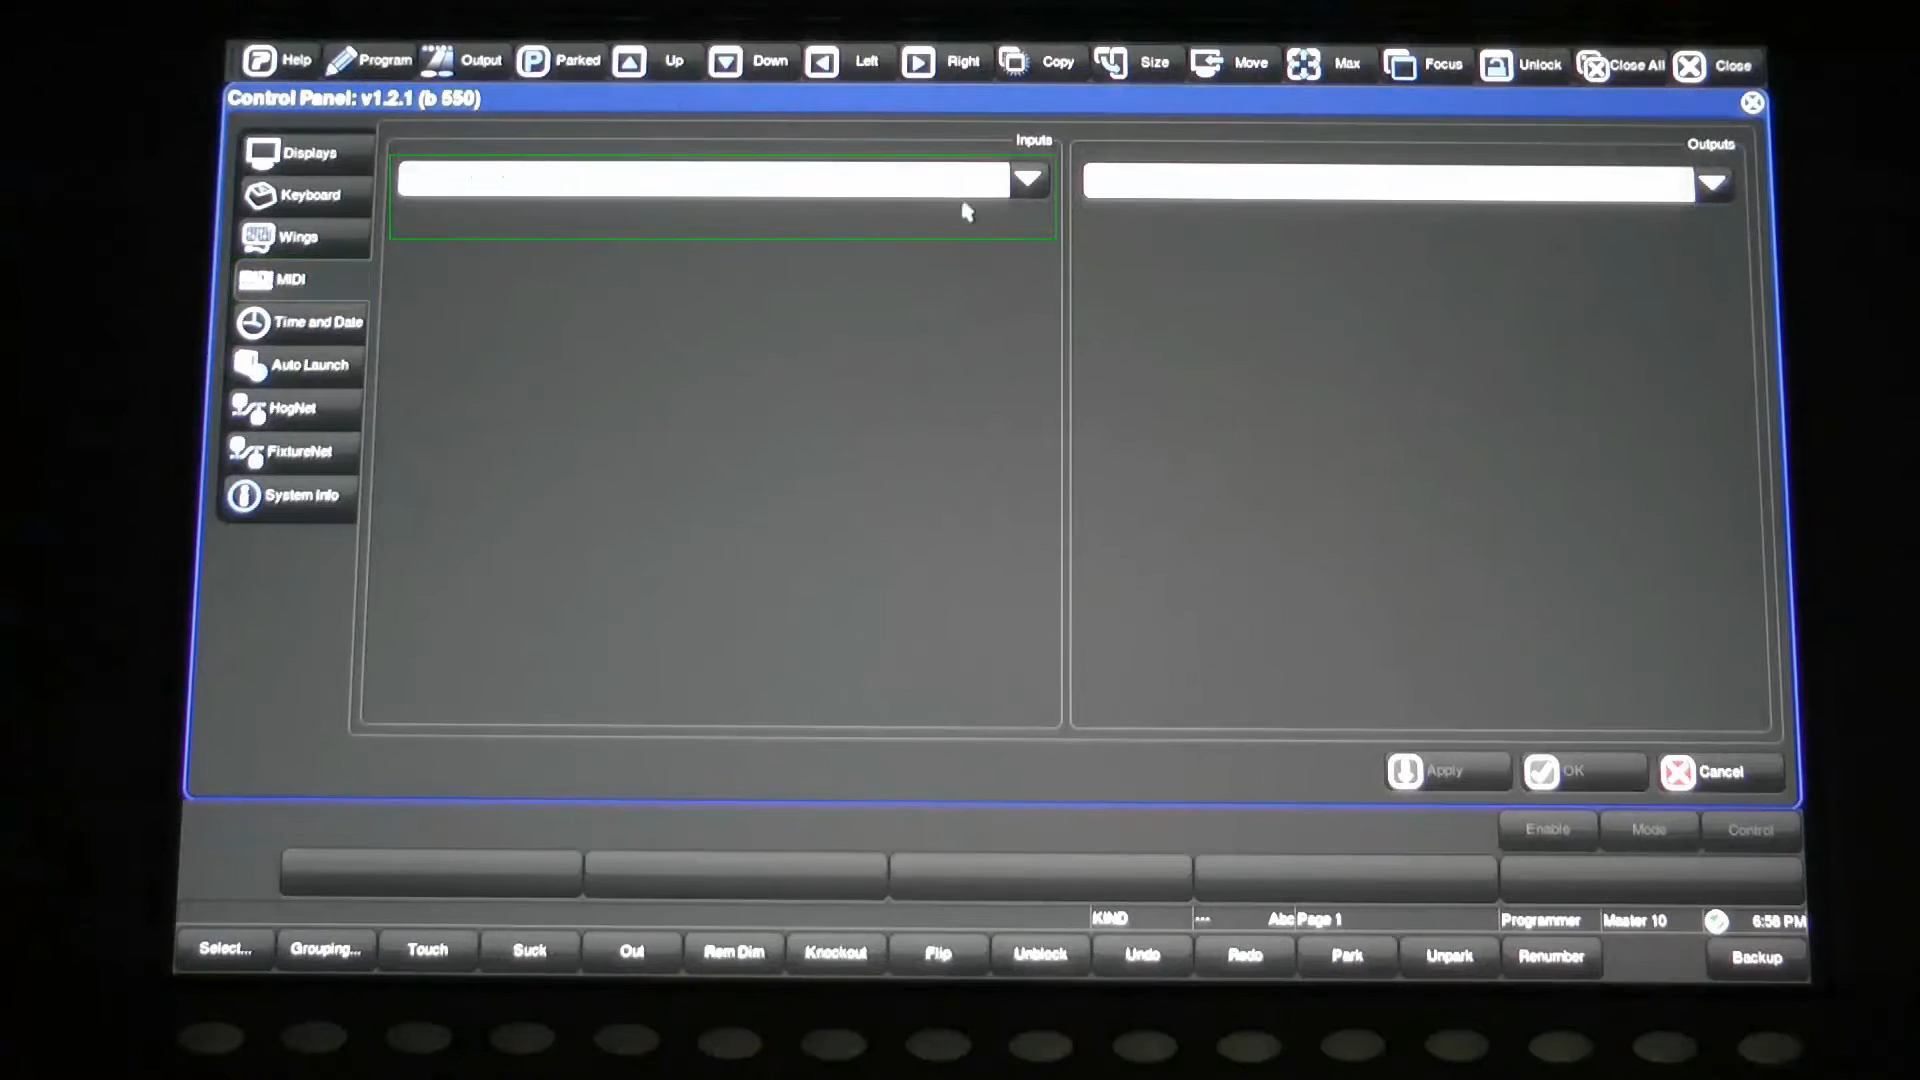 Help Program Output Parked Up Down Left Right Copy Size Move Max Focus Unlock Close All Close
Control Panel: v1.2.1 (b 550)
Inputs
Outputs
Displays
Keyboard
Wings
MIDI
Time and Date
Auto Launch
HogNet
FixtureNet
System Info
Apply OK Cancel
Enable Mode Control
KIND ... Abc Page 1 Programmer Master 10 6:56 PM
Select... Grouping... Touch Suck Out Rem Dim Knockout Flip Unblock Undo Redo Park Unpark Renumber Backup